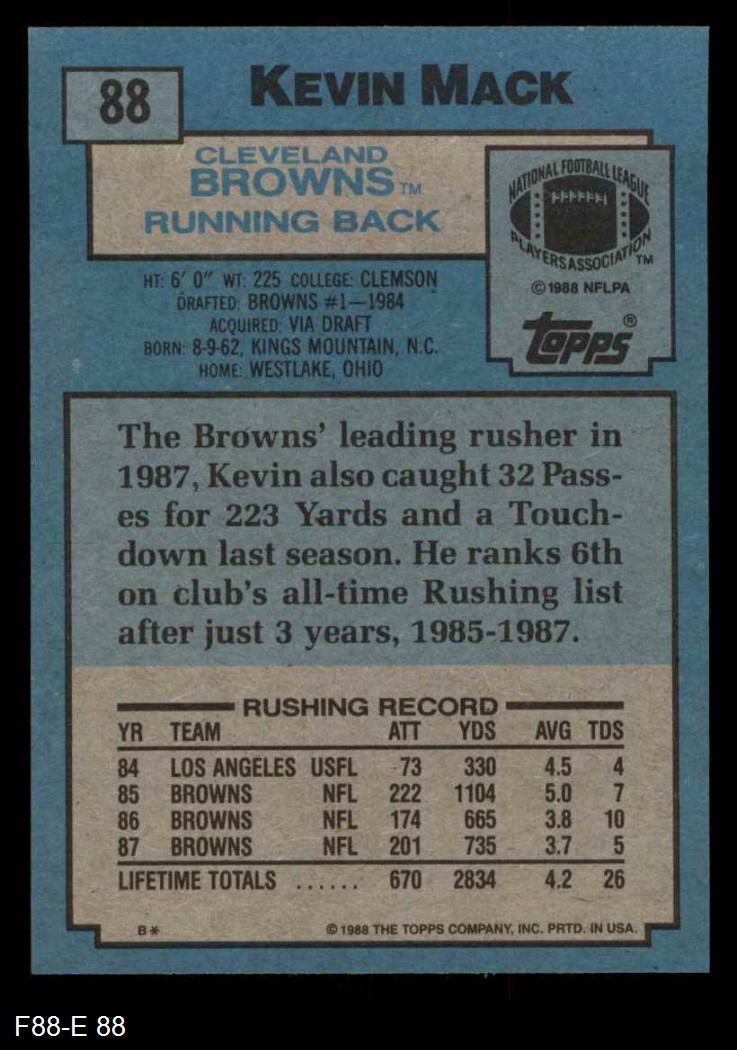 88
KEVIN MACK
CLEVELAND
BROWNS™
RUNNING BACK
NATIONAL FOOTBALL LEAGUE
PLAYERS ASSOCIATION™
©1988 NFLPA
topps®
HT: 6' 0" WT: 225 COLLEGE: CLEMSON
DRAFTED: BROWNS #1—1984
ACQUIRED: VIA DRAFT
BORN: 8-9-62, KINGS MOUNTAIN, N.C.
HOME: WESTLAKE, OHIO
The Browns' leading rusher in
1987, Kevin also caught 32 Pass-
es for 223 Yards and a Touch-
down last season. He ranks 6th
on club's all-time Rushing list
after just 3 years, 1985-1987.
RUSHING RECORD
YR TEAM ATT YDS AVG TDS
84 LOS ANGELES USFL 73 330 4.5 4
85 BROWNS NFL 222 1104 5.0 7
86 BROWNS NFL 174 665 3.8 10
87 BROWNS NFL 201 735 3.7 5
LIFETIME TOTALS ...... 670 2834 4.2 26
B* ©1988 THE TOPPS COMPANY, INC. PRTD. IN USA.
F88-E 88